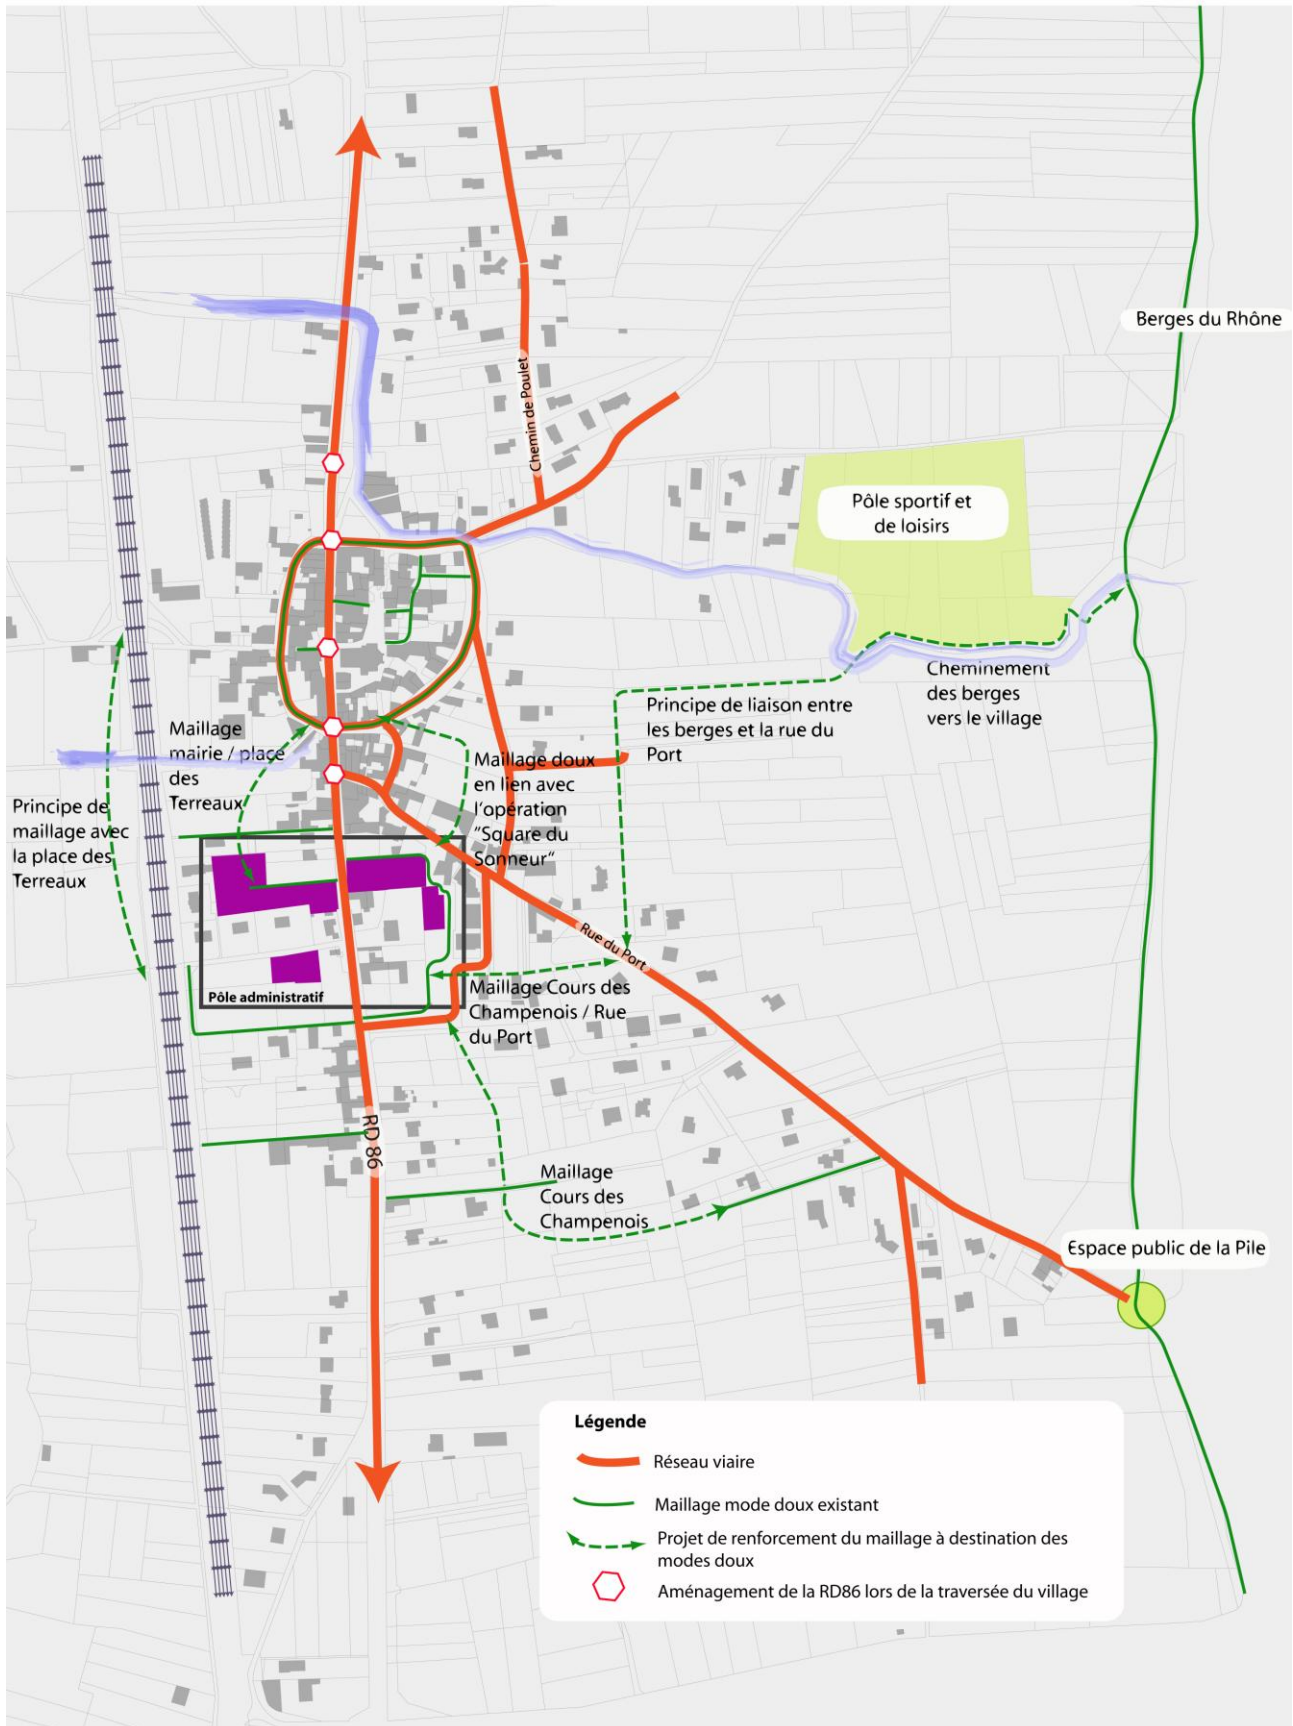 Berges du Rhône
Chemin de Poulet
Pôle sportif et
de loisirs
Cheminement
des berges
vers le village
Principe de liaison entre
les berges et la rue du
Port
Maillage
mairie / place
des
Terreaux
Maillage doux
en lien avec
l'opération
"Square du
Sonneur"
Principe de
maillage avec
la place des
Terreaux
Rue du Port
Pôle administratif
Maillage Cours des
Champenois / Rue
du Port
RD 86
Maillage
Cours des
Champenois
Espace public de la Pile
Légende
Réseau viaire
Maillage mode doux existant
Projet de renforcement du maillage à destination des
modes doux
Aménagement de la RD86 lors de la traversée du village